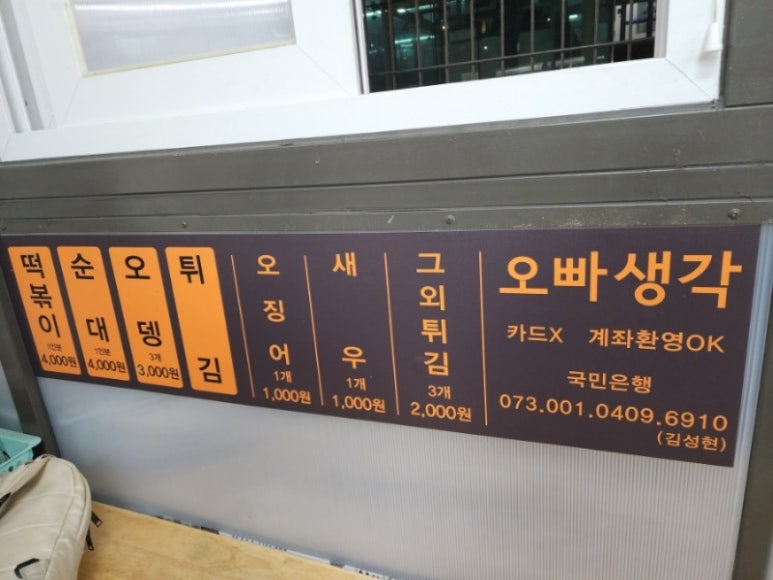 떡볶이
1인분
4,000원
순대
1인분
4,000원
오뎅
3개
3,000원
튀김
오징어
1개
1,000원
새우
1개
1,000원
그외튀김
3개
2,000원
오빠생각
카드X 계좌환영OK
국민은행
073.001.0409.6910
(김성현)